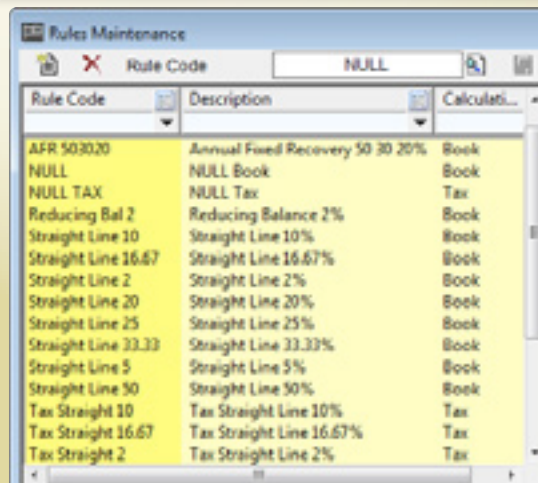 Rules Maintenance
Rule Code NULL
Rule Code Description Calculati...
AFR 503020 Annual Fixed Recovery 50 30 20% Book
NULL NULL Book Book
NULL TAX NULL Tax Tax
Reducing Bal 2 Reducing Balance 2% Book
Straight Line 10 Straight Line 10% Book
Straight Line 16.67 Straight Line 16.67% Book
Straight Line 2 Straight Line 2% Book
Straight Line 20 Straight Line 20% Book
Straight Line 25 Straight Line 25% Book
Straight Line 33.33 Straight Line 33.33% Book
Straight Line 5 Straight Line 5% Book
Straight Line 50 Straight Line 50% Book
Tax Straight 10 Tax Straight Line 10% Tax
Tax Straight 16.67 Tax Straight Line 16.67% Tax
Tax Straight 2 Tax Straight Line 2% Tax